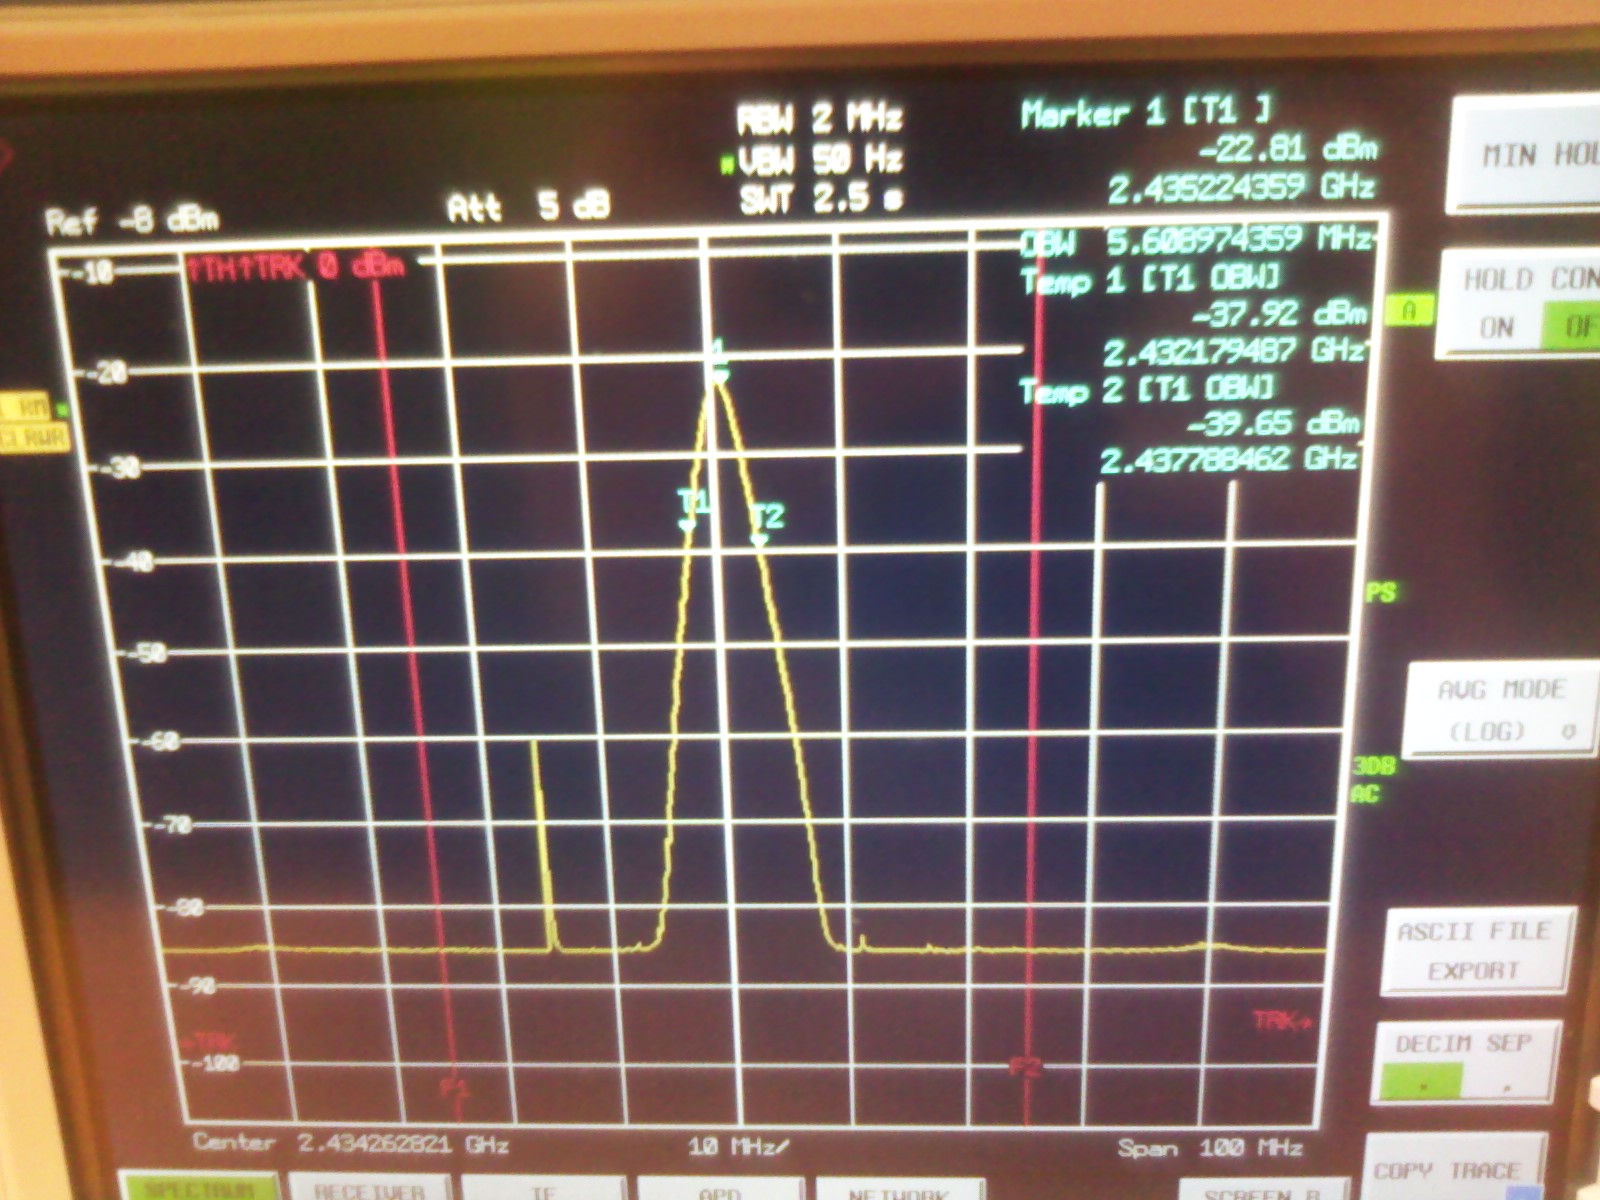 RBW 2 MHz
VBW 50 Hz
SWT 2.5 s
Marker 1 [T1 ]
-22.81 dBm
2.435224359 GHz
Ref -8 dBm
Att 5 dB
OBW 5.608974359 MHz
Temp 1 [T1 OBW]
-37.92 dBm
2.432179487 GHz
Temp 2 [T1 OBW]
-39.65 dBm
2.437788462 GHz
↑TH↑TRK 0 dBm
-10
-20
-30
-40
-50
-60
-70
-80
-90
-100
1
T1
T2
RM
CLRWR
A
PS
3DB
AC
TRK
TRK
F1
F2
Center 2.434262821 GHz
10 MHz/
Span 100 MHz
MIN HOL
HOLD CON
ON OF
AVG MODE
(LOG)
ASCII FILE
EXPORT
DECIM SEP
. ,
COPY TRACE
SPECTRUM
RECEIVER
IF
APD
NETWORK
SCREEN B